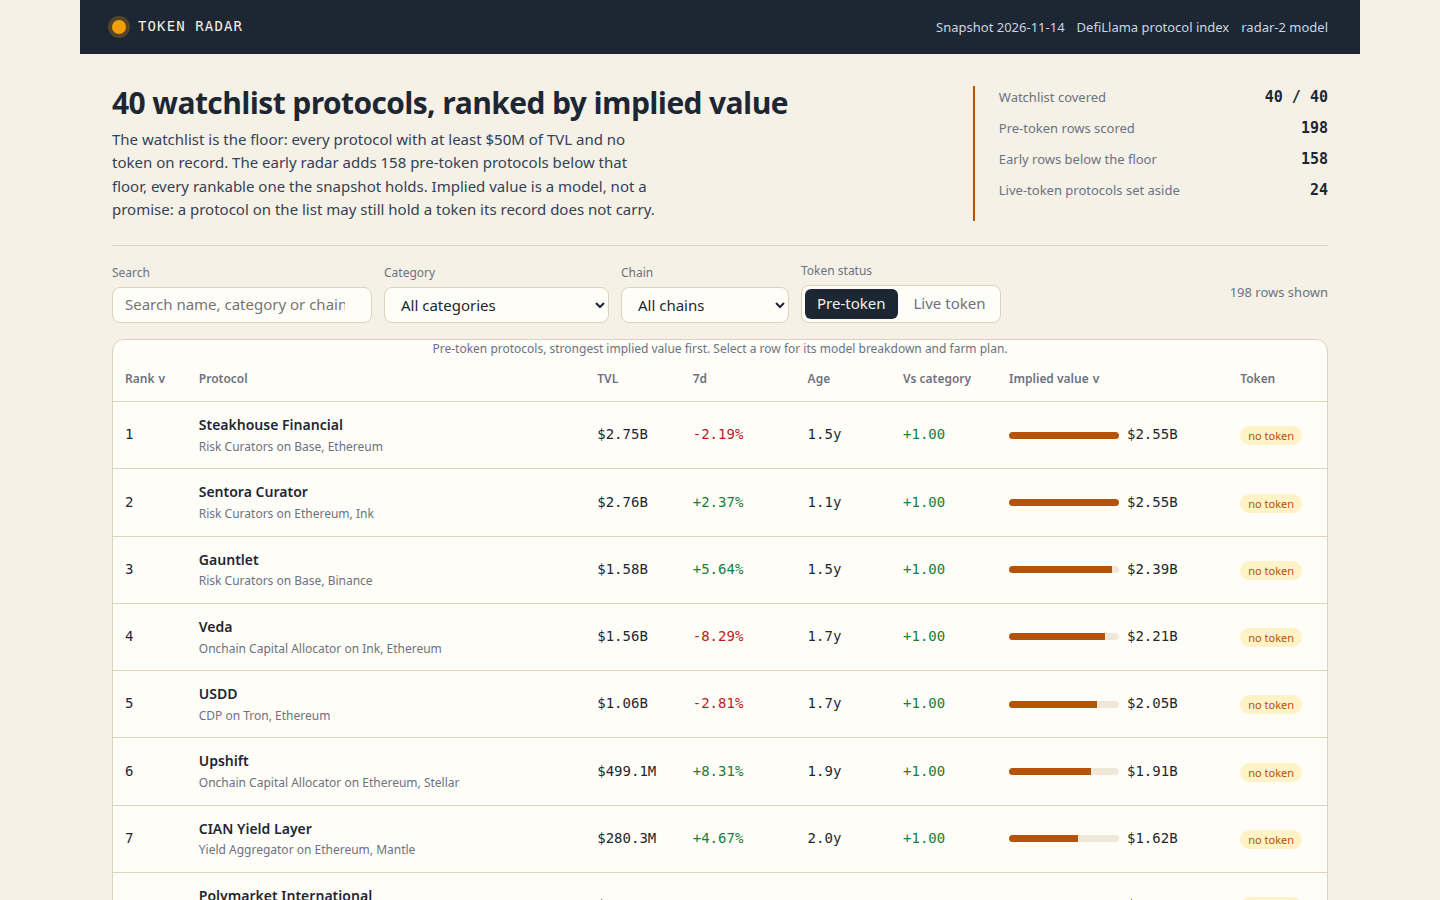 TOKEN RADAR
Snapshot 2026-11-14 DefiLlama protocol index radar-2 model
40 watchlist protocols, ranked by implied value
The watchlist is the floor: every protocol with at least $50M of TVL and no
token on record. The early radar adds 158 pre-token protocols below that
floor, every rankable one the snapshot holds. Implied value is a model, not a
promise: a protocol on the list may still hold a token its record does not carry.
Watchlist covered 40 / 40
Pre-token rows scored 198
Early rows below the floor 158
Live-token protocols set aside 24
Search Category Chain Token status
Search name, category or chain All categories All chains Pre-token Live token 198 rows shown
Pre-token protocols, strongest implied value first. Select a row for its model breakdown and farm plan.
Rank v Protocol TVL 7d Age Vs category Implied value v Token
1 Steakhouse Financial $2.75B -2.19% 1.5y +1.00 $2.55B no token
Risk Curators on Base, Ethereum
2 Sentora Curator $2.76B +2.37% 1.1y +1.00 $2.55B no token
Risk Curators on Ethereum, Ink
3 Gauntlet $1.58B +5.64% 1.5y +1.00 $2.39B no token
Risk Curators on Base, Binance
4 Veda $1.56B -8.29% 1.7y +1.00 $2.21B no token
Onchain Capital Allocator on Ink, Ethereum
5 USDD $1.06B -2.81% 1.7y +1.00 $2.05B no token
CDP on Tron, Ethereum
6 Upshift $499.1M +8.31% 1.9y +1.00 $1.91B no token
Onchain Capital Allocator on Ethereum, Stellar
7 CIAN Yield Layer $280.3M +4.67% 2.0y +1.00 $1.62B no token
Yield Aggregator on Ethereum, Mantle
Polymarket International